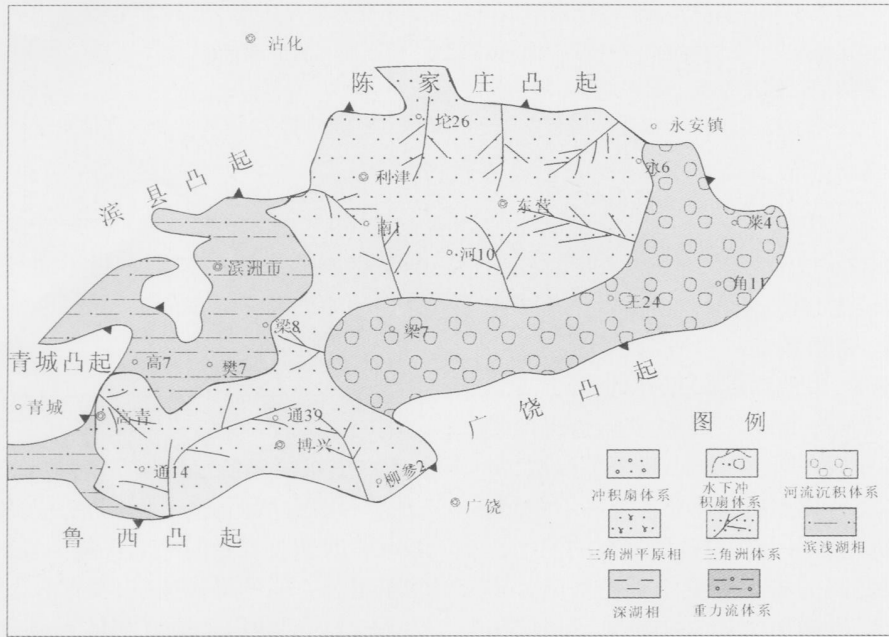 沾化
陈家庄凸起
坨26
永安镇
永6
利津
滨县凸起
东营
莱4
南1
河10
滨洲市
角11
王24
梁8
梁7
青城凸起
高7
樊7
广饶凸起
青城
高青
通39
博兴
通14
柳参2
广饶
鲁西凸起
图例
冲积扇体系
水下冲
积扇体系
河流沉积体系
三角洲平原相
三角洲体系
滨浅湖相
深湖相
重力流体系